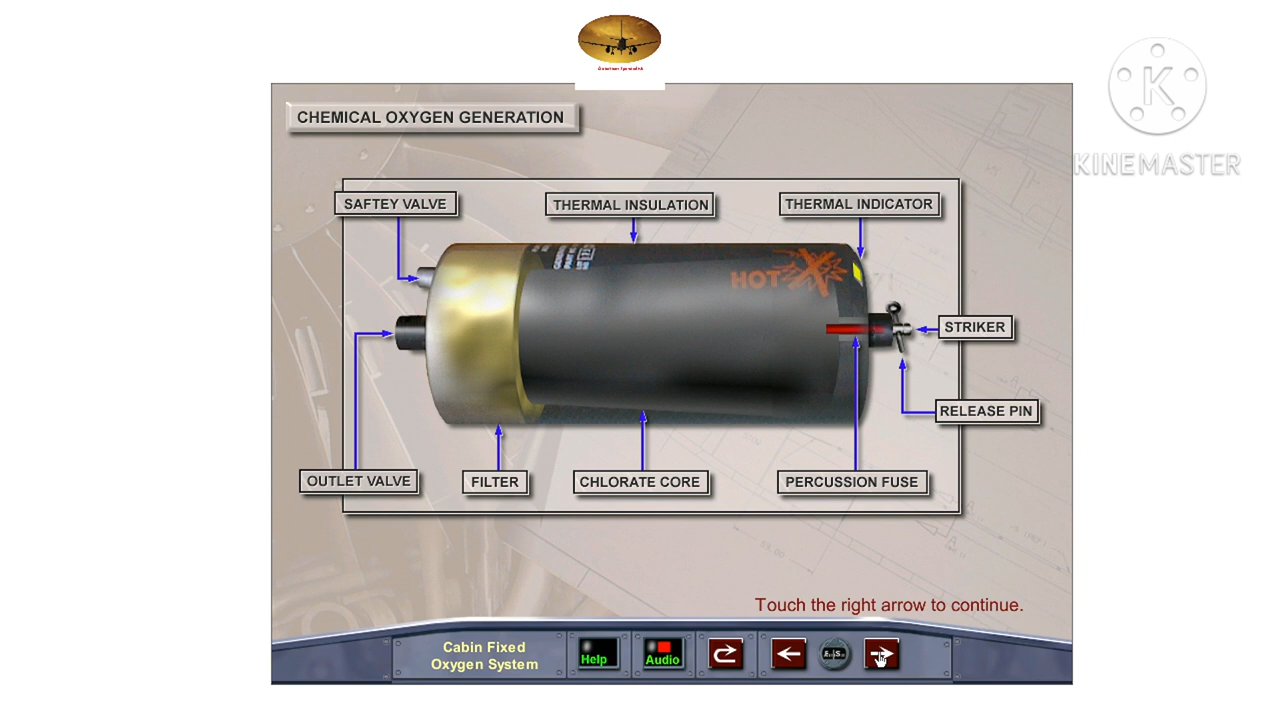 KINEMASTER
CHEMICAL OXYGEN GENERATION
SAFTEY VALVE
THERMAL INSULATION
THERMAL INDICATOR
HOT
STRIKER
RELEASE PIN
OUTLET VALVE
FILTER
CHLORATE CORE
PERCUSSION FUSE
Touch the right arrow to continue.
Cabin Fixed
Oxygen System
Help
Audio